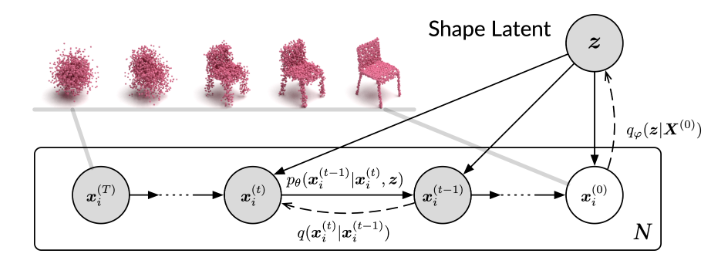 Shape Latent
z
q_φ(z|X^(0))
p_θ(x_i^(t−1)|x_i^(t), z)
x_i^(T) ...... x_i^(t) x_i^(t−1) ...... x_i^(0)
q(x_i^(t)|x_i^(t−1))
N